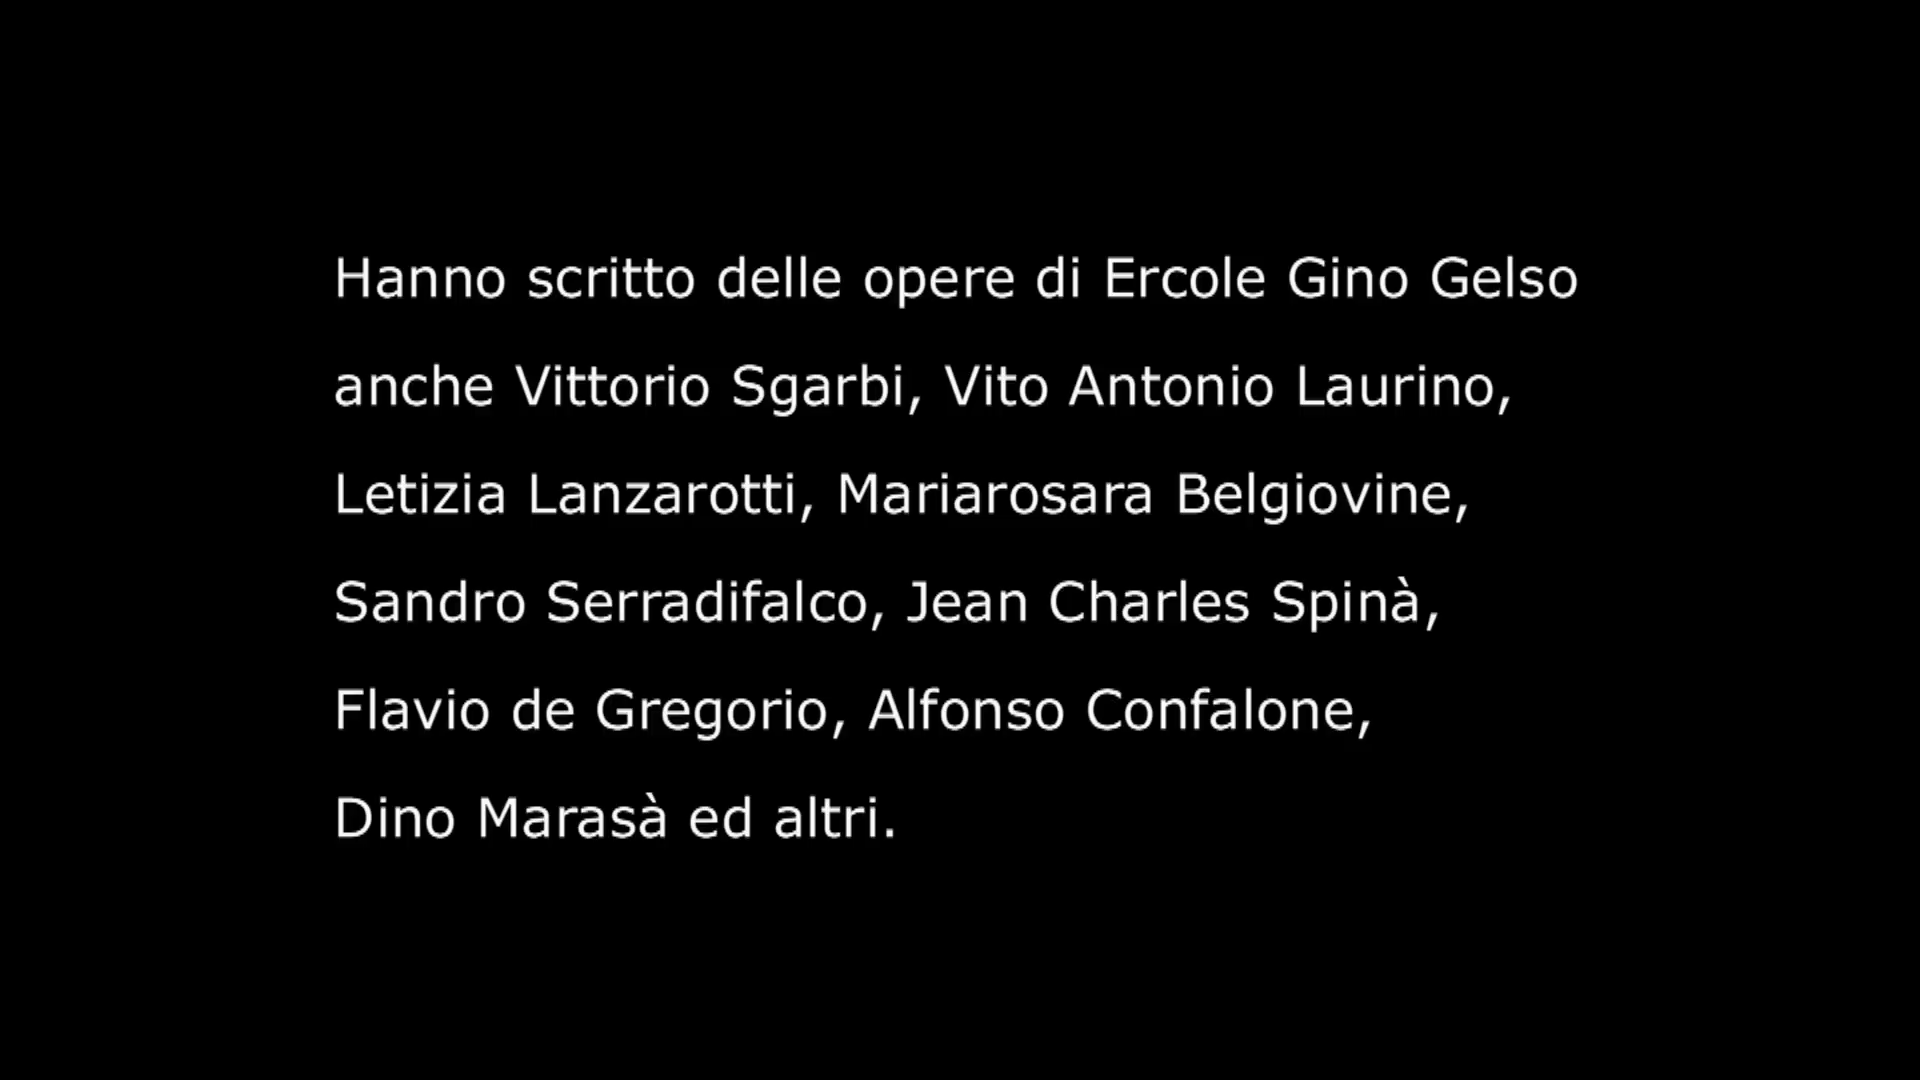 Hanno scritto delle opere di Ercole Gino Gelso
anche Vittorio Sgarbi, Vito Antonio Laurino,
Letizia Lanzarotti, Mariarosara Belgiovine,
Sandro Serradifalco, Jean Charles Spinà,
Flavio de Gregorio, Alfonso Confalone,
Dino Marasà ed altri.